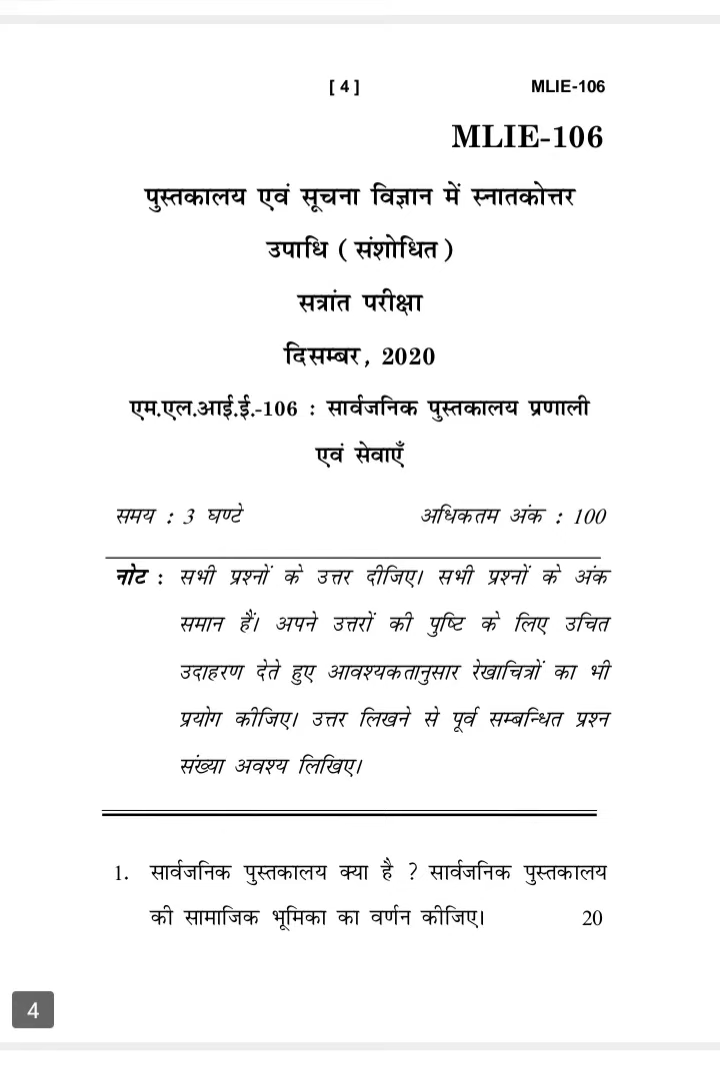 [ 4 ] MLIE-106
MLIE-106
पुस्तकालय एवं सूचना विज्ञान में स्नातकोत्तर
उपाधि ( संशोधित )
सत्रांत परीक्षा
दिसम्बर, 2020
एम.एल.आई.ई.-106 : सार्वजनिक पुस्तकालय प्रणाली
एवं सेवाएँ
समय : 3 घण्टे अधिकतम अंक : 100
नोट : सभी प्रश्नों के उत्तर दीजिए। सभी प्रश्नों के अंक
समान हैं। अपने उत्तरों की पुष्टि के लिए उचित
उदाहरण देते हुए आवश्यकतानुसार रेखाचित्रों का भी
प्रयोग कीजिए। उत्तर लिखने से पूर्व सम्बन्धित प्रश्न
संख्या अवश्य लिखिए।
1. सार्वजनिक पुस्तकालय क्या है ? सार्वजनिक पुस्तकालय
की सामाजिक भूमिका का वर्णन कीजिए। 20
4